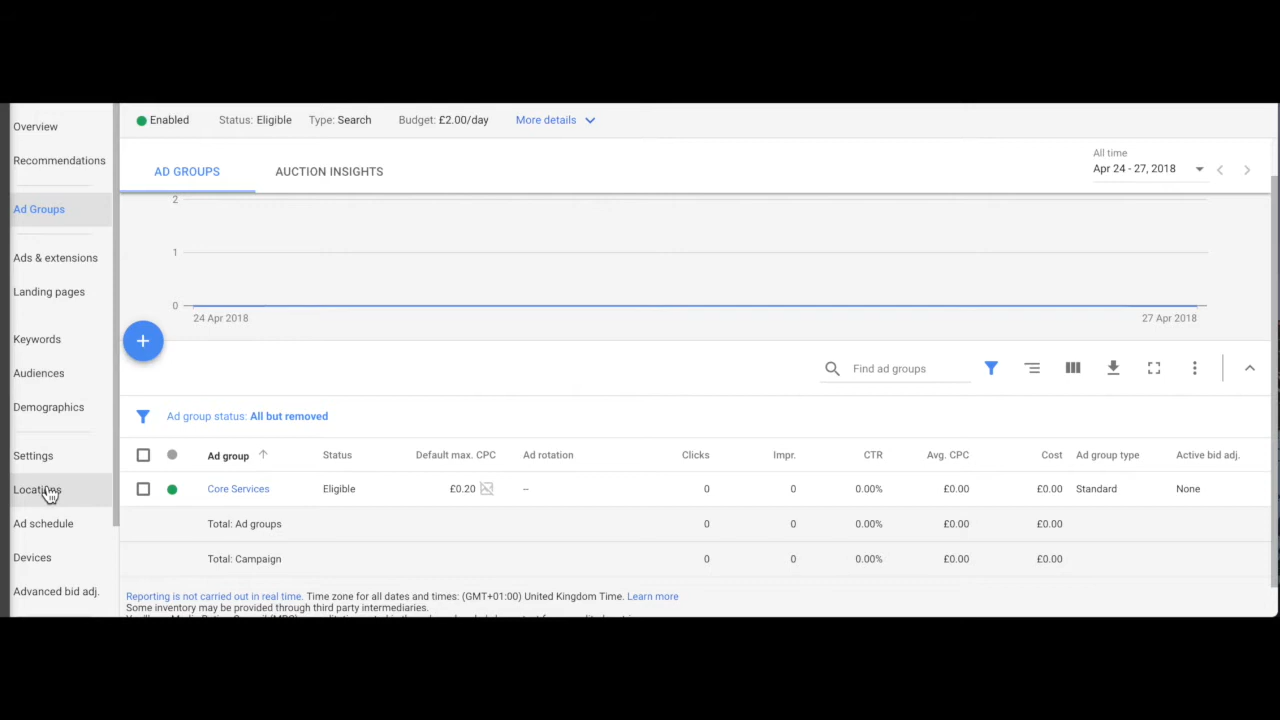 Overview
Recommendations
Ad Groups
Ads & extensions
Landing pages
Keywords
Audiences
Demographics
Settings
Locations
Ad schedule
Devices
Advanced bid adj.
Enabled Status: Eligible Type: Search Budget: £2.00/day More details
AD GROUPS AUCTION INSIGHTS
All time
Apr 24 - 27, 2018
2
1
0
24 Apr 2018 27 Apr 2018
Find ad groups
Ad group status: All but removed
Ad group Status Default max. CPC Ad rotation Clicks Impr. CTR Avg. CPC Cost Ad group type Active bid adj.
Core Services Eligible £0.20 – 0 0 0.00% £0.00 £0.00 Standard None
Total: Ad groups 0 0 0.00% £0.00 £0.00
Total: Campaign 0 0 0.00% £0.00 £0.00
Reporting is not carried out in real time. Time zone for all dates and times: (GMT+01:00) United Kingdom Time. Learn more
Some inventory may be provided through third party intermediaries.